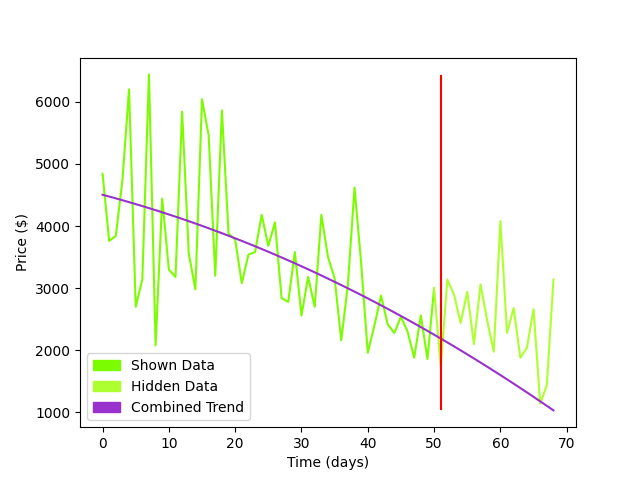 6000
5000
4000
3000
2000
1000
Price ($)
Shown Data
Hidden Data
Combined Trend
0 10 20 30 40 50 60 70
Time (days)